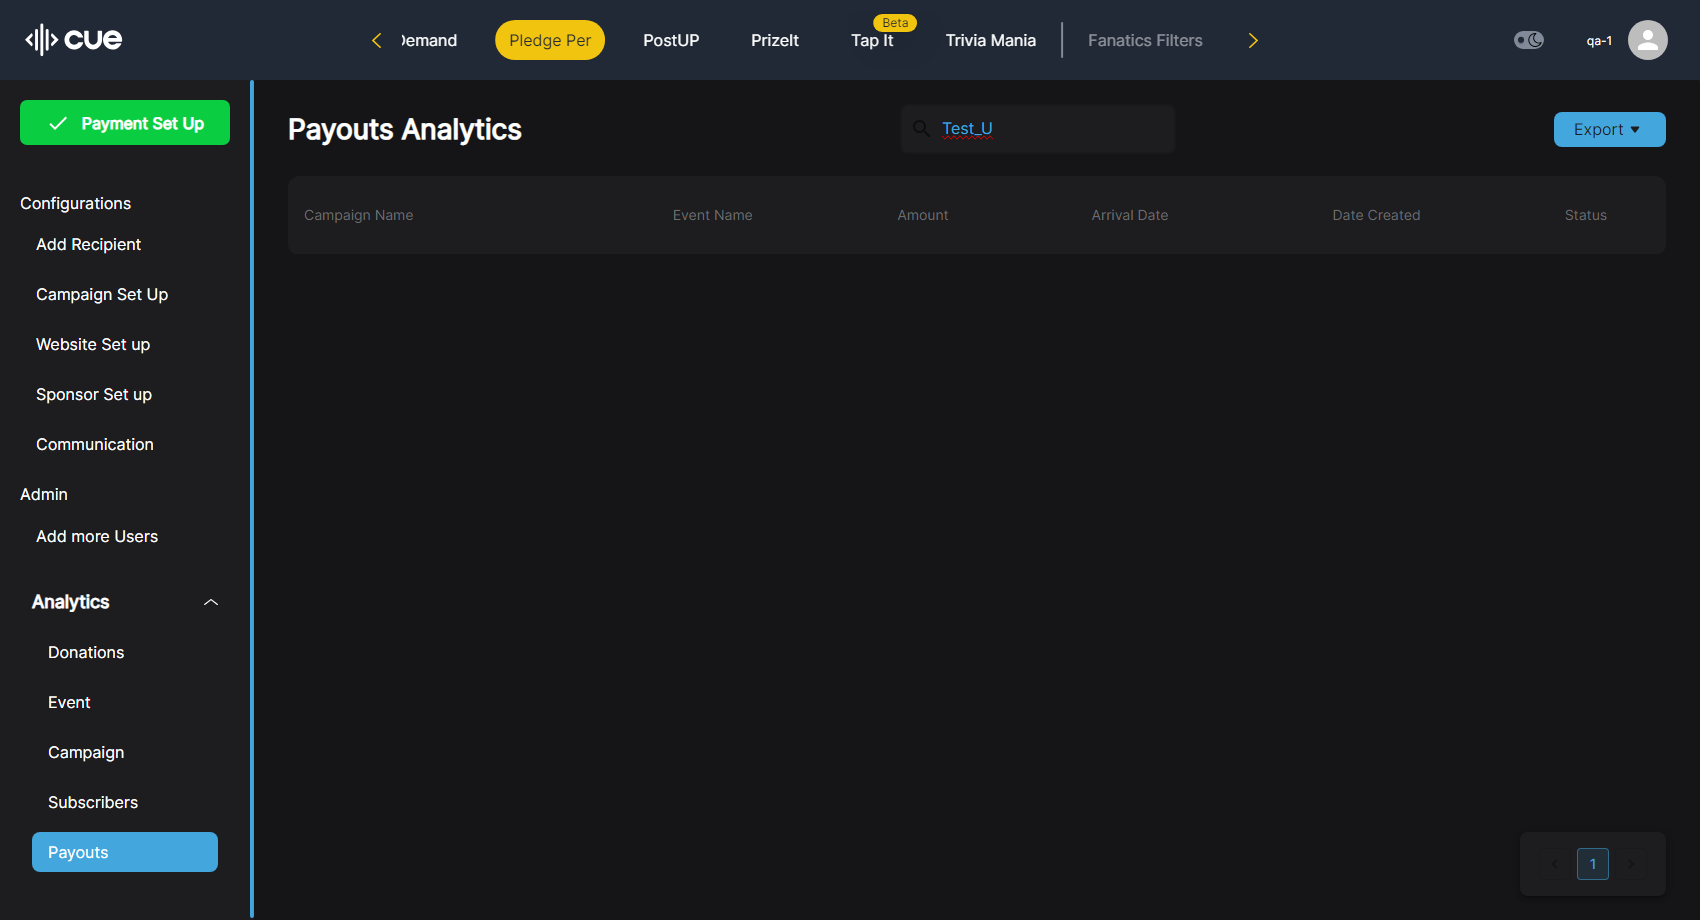 cue
Demand
Pledge Per
PostUP
PrizeIt
Beta
Tap It
Trivia Mania
Fanatics Filters
qa-1
Payment Set Up
Configurations
Add Recipient
Campaign Set Up
Website Set up
Sponsor Set up
Communication
Admin
Add more Users
Analytics
Donations
Event
Campaign
Subscribers
Payouts
Payouts Analytics
Test_U
Export
Campaign Name
Event Name
Amount
Arrival Date
Date Created
Status
1